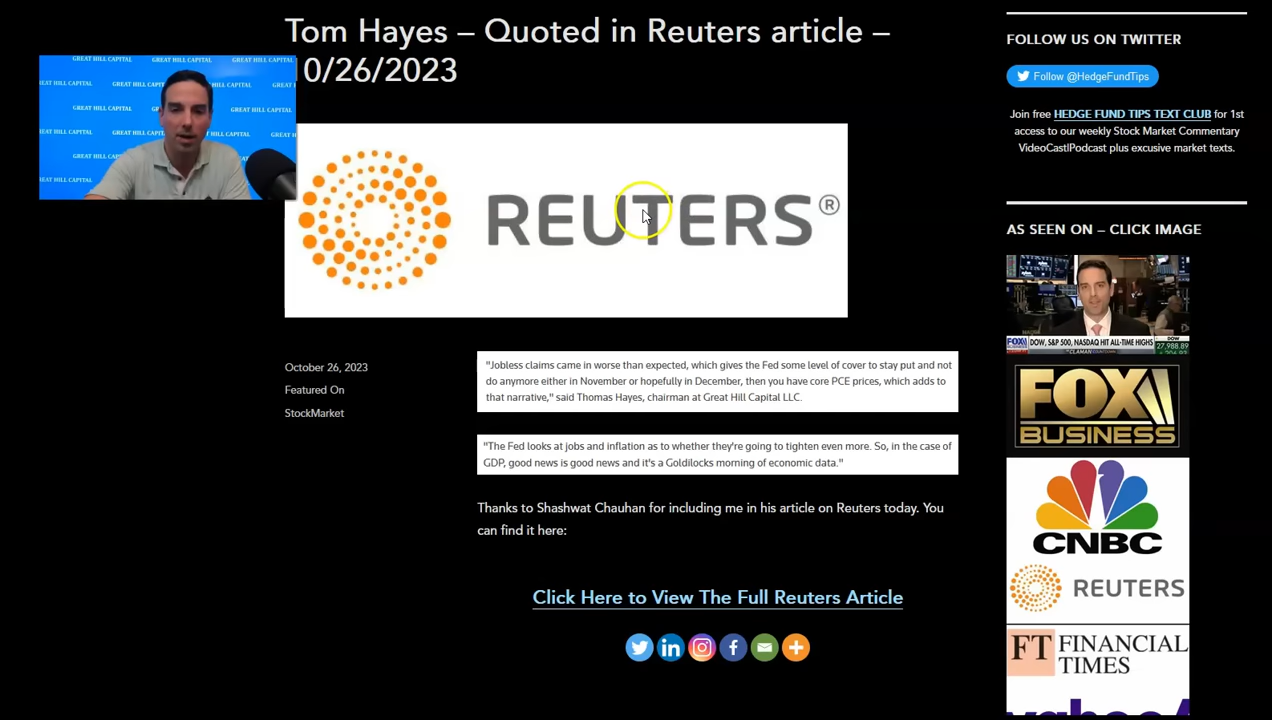 Tom Hayes – Quoted in Reuters article –
10/26/2023
GREAT HILL CAPITAL
REUTERS®
October 26, 2023
Featured On
StockMarket
"Jobless claims came in worse than expected, which gives the Fed some level of cover to stay put and not
do anymore either in November or hopefully in December, then you have core PCE prices, which adds to
that narrative," said Thomas Hayes, chairman at Great Hill Capital LLC.
"The Fed looks at jobs and inflation as to whether they're going to tighten even more. So, in the case of
GDP, good news is good news and it's a Goldilocks morning of economic data."
Thanks to Shashwat Chauhan for including me in his article on Reuters today. You
can find it here:
Click Here to View The Full Reuters Article
FOLLOW US ON TWITTER
Follow @HedgeFundTips
Join free HEDGE FUND TIPS TEXT CLUB for 1st
access to our weekly Stock Market Commentary
VideoCast|Podcast plus excusive market texts.
AS SEEN ON – CLICK IMAGE
DOW, S&P 500, NASDAQ HIT ALL-TIME HIGHS
DOW
27,988.89
FOX
BUSINESS
CNBC
REUTERS
FT FINANCIAL
TIMES